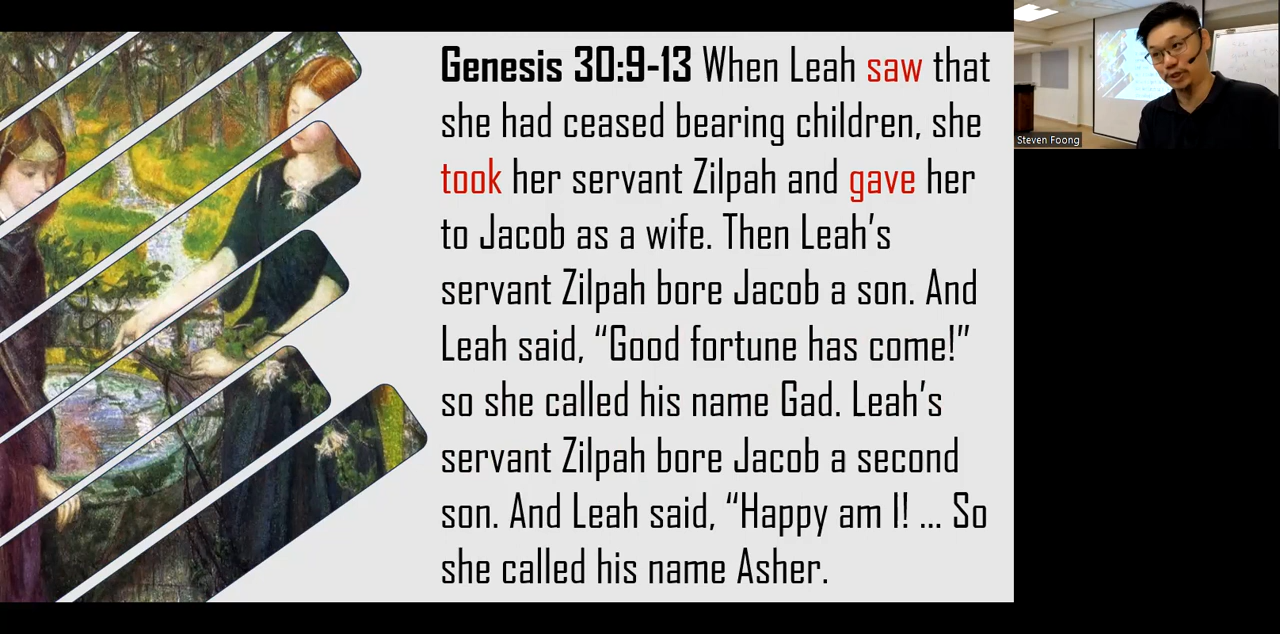 Genesis 30:9-13 When Leah saw that
she had ceased bearing children, she
took her servant Zilpah and gave her
to Jacob as a wife. Then Leah’s
servant Zilpah bore Jacob a son. And
Leah said, “Good fortune has come!”
so she called his name Gad. Leah’s
servant Zilpah bore Jacob a second
son. And Leah said, “Happy am I! ... So
she called his name Asher.
Steven Foong